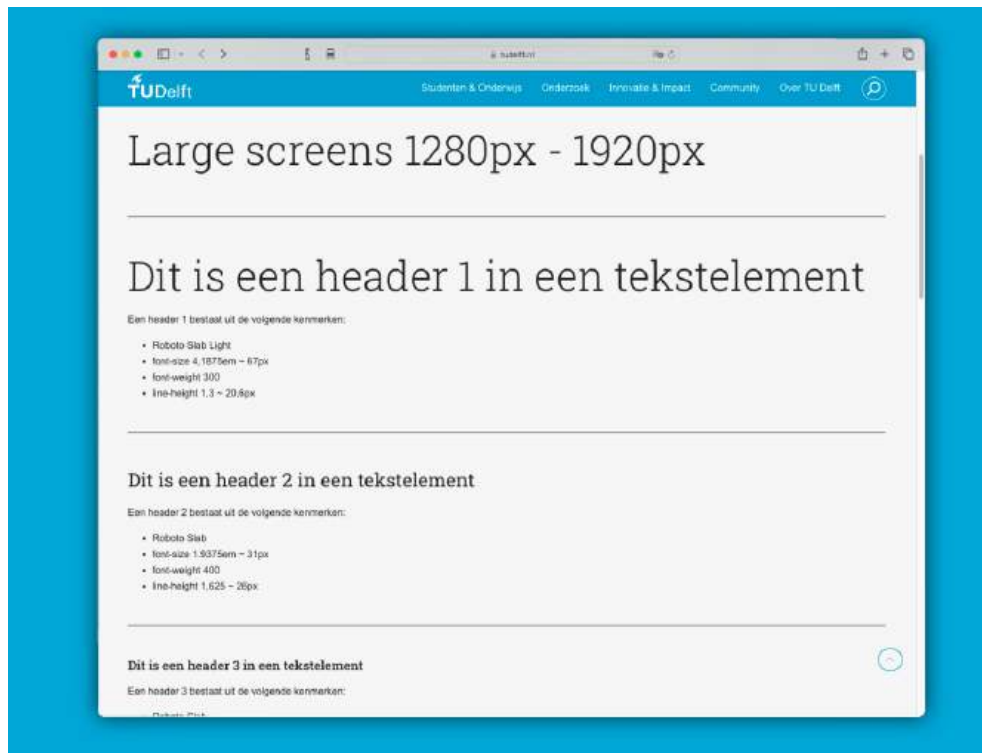 tudelft.nl
TUDelft
Studenten & Onderwijs Onderzoek Innovatie & Impact Community Over TU Delft
Large screens 1280px - 1920px
Dit is een header 1 in een tekstelement
Een header 1 bestaat uit de volgende kenmerken:
• Roboto Slab Light
• font-size 4,1875em ~ 67px
• font-weight 300
• line-height 1.3 ~ 20,8px
Dit is een header 2 in een tekstelement
Een header 2 bestaat uit de volgende kenmerken:
• Roboto Slab
• font-size 1.9375em ~ 31px
• font-weight 400
• line-height 1,625 ~ 26px
Dit is een header 3 in een tekstelement
Een header 3 bestaat uit de volgende kenmerken:
• Roboto Slab